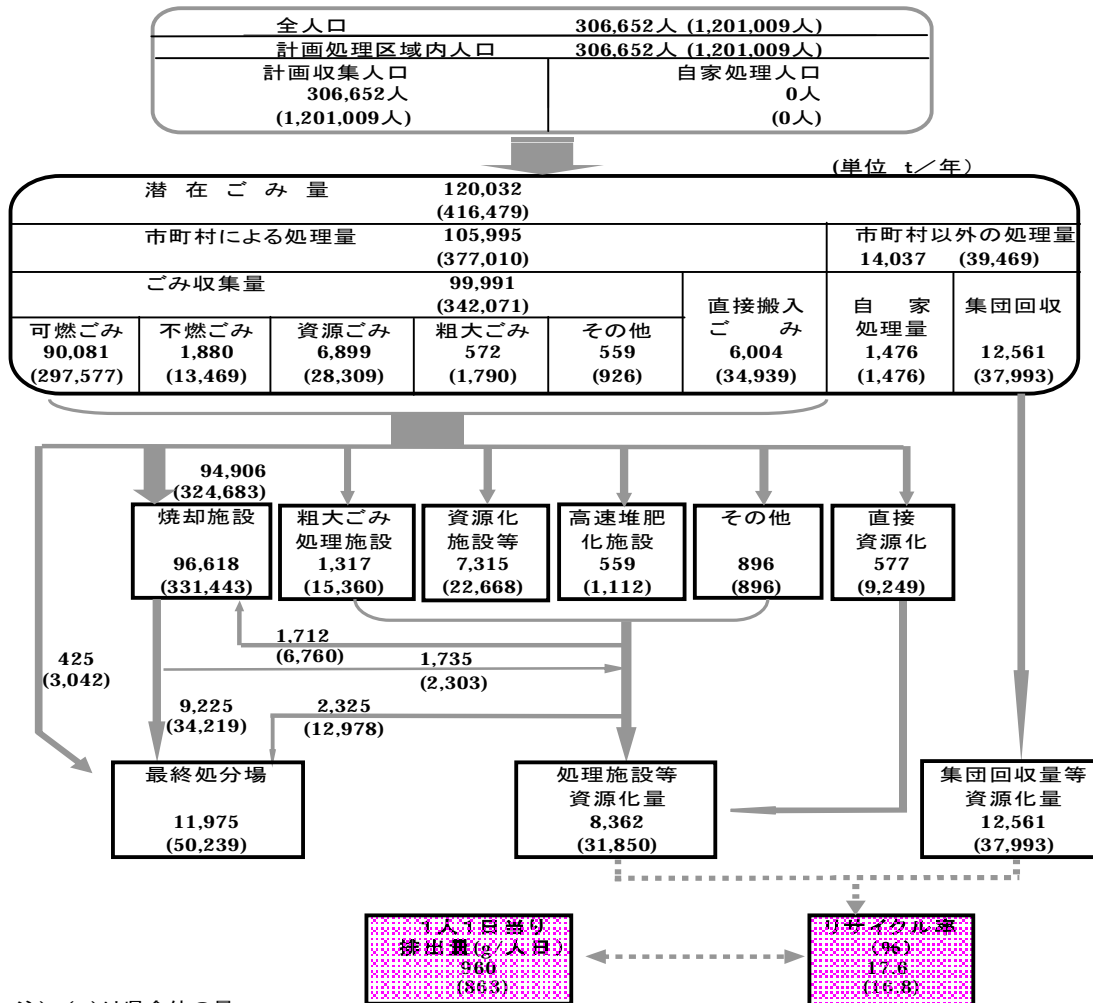 全人口 306,652人 (1,201,009人)
計画処理区域内人口 306,652人 (1,201,009人)
計画収集人口 自家処理人口
306,652人 0人
(1,201,009人) (0人)
(単位 t／年)
潜在ごみ量 120,032
(416,479)
市町村による処理量 105,995 市町村以外の処理量
(377,010) 14,037 (39,469)
ごみ収集量 99,991
(342,071)
直接搬入 自家 集団回収
可燃ごみ 不燃ごみ 資源ごみ 粗大ごみ その他 ごみ 処理量
90,081 1,880 6,899 572 559 6,004 1,476 12,561
(297,577) (13,469) (28,309) (1,790) (926) (34,939) (1,476) (37,993)
94,906
(324,683)
焼却施設 粗大ごみ 資源化 高速堆肥 その他 直接
処理施設 施設等 化施設 資源化
96,618 1,317 7,315 559 896 577
(331,443) (15,360) (22,668) (1,112) (896) (9,249)
1,712
(6,760)
425 1,735
(3,042) (2,303)
9,225 2,325
(34,219) (12,978)
最終処分場 処理施設等 集団回収量等
資源化量 資源化量
11,975 8,362 12,561
(50,239) (31,850) (37,993)
1人1日当り リサイクル率
排出量(g/人日) (%)
960 17.6
(863) (16.8)